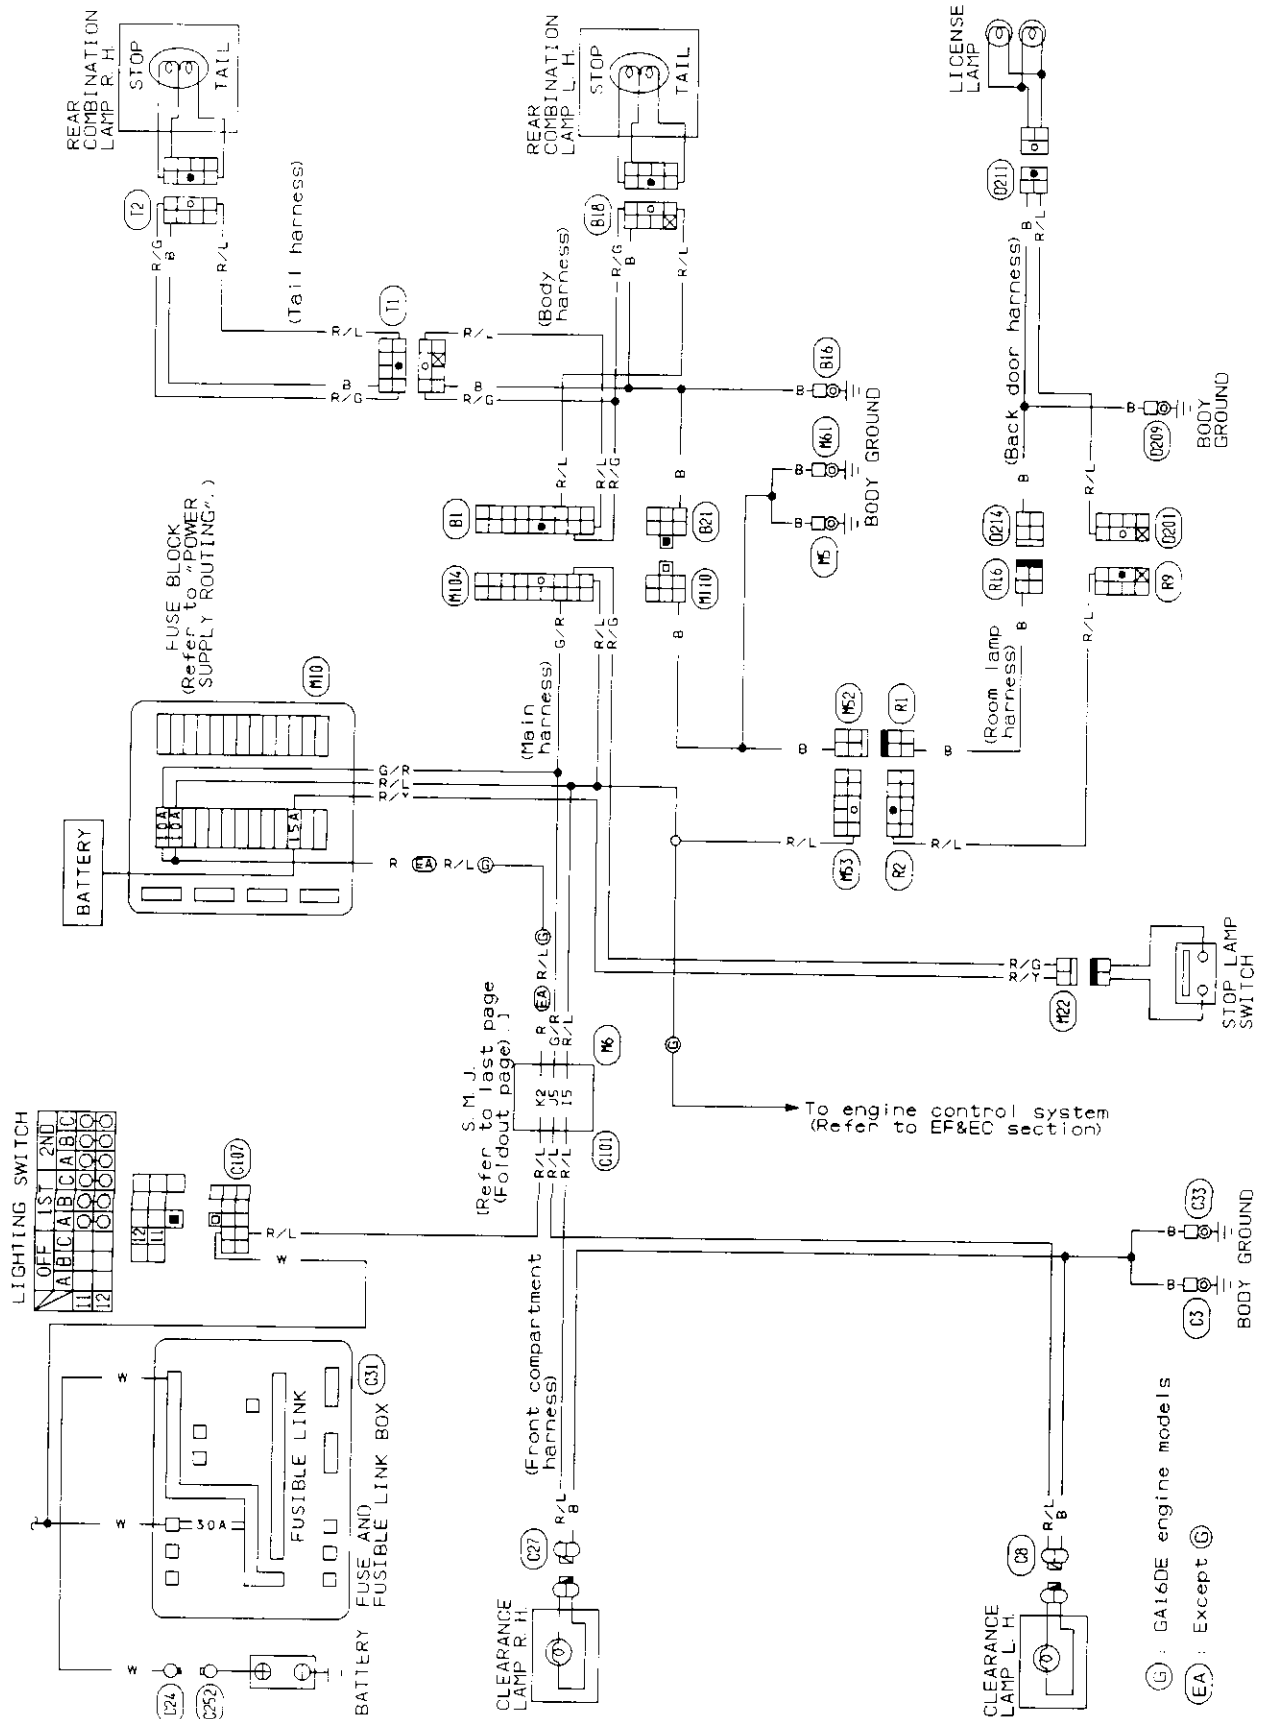 REAR
COMBINATION
LAMP R. H.
STOP
TAIL
T2
R/G
B
R/L
(Tail harness)
R/L
T1
B
R/G
R/L
B
R/G
REAR
COMBINATION
LAMP L. H.
STOP
TAIL
B18
R/G
B
R/L
(Body
harness)
B
B16
B
M61
B
M5
BODY GROUND
LICENSE
LAMP
D211
B
R/L
(Back door harness)
B
D209
BODY
GROUND
B
R/L
D214
D201
R16
R9
B
R/L
(Room lamp
harness)
FUSE BLOCK
(Refer to "POWER
SUPPLY ROUTING".)
M10
BATTERY
10A
10A
15A
G/R
R/L
R/Y
R EA R/L G
(Main
harness)
B1
M104
R/L
R/L
R/G
G/R
R/L
R/G
B
B21
M110
B
B
M52
R1
B
R/L
M53
R2
R/L
R EA R/L G
G/R
R/L
S. M. J.
[Refer to last page
(Foldout page).]
M6
K2
J5
I5
C101
R/L
R/L
R/L
R/G
R/Y
M22
STOP LAMP
SWITCH
G
To engine control system
(Refer to EF&EC section)
LIGHTING SWITCH
OFF 1ST 2ND
A B C A B C A B C
11
12
12
11
C107
R/L
W
W
W
30A
FUSIBLE LINK
C31
FUSE AND
FUSIBLE LINK BOX
W
C24
C252
BATTERY
(Front compartment
harness)
R/L
B
C27
CLEARANCE
LAMP R. H.
R/L
B
C8
CLEARANCE
LAMP L. H.
B
C33
B
C3
BODY GROUND
G : GA16DE engine models
EA : Except G